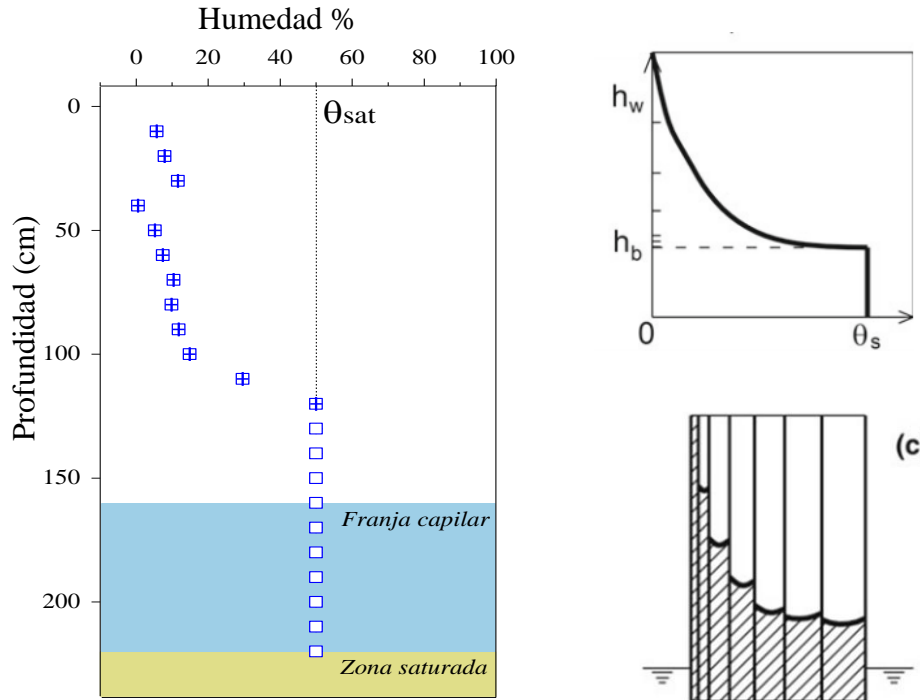 Humedad %
0 20 40 60 80 100
θsat
Profundidad (cm)
0
50
100
150
200
Franja capilar
Zona saturada
hw
hb
0
θs
(c